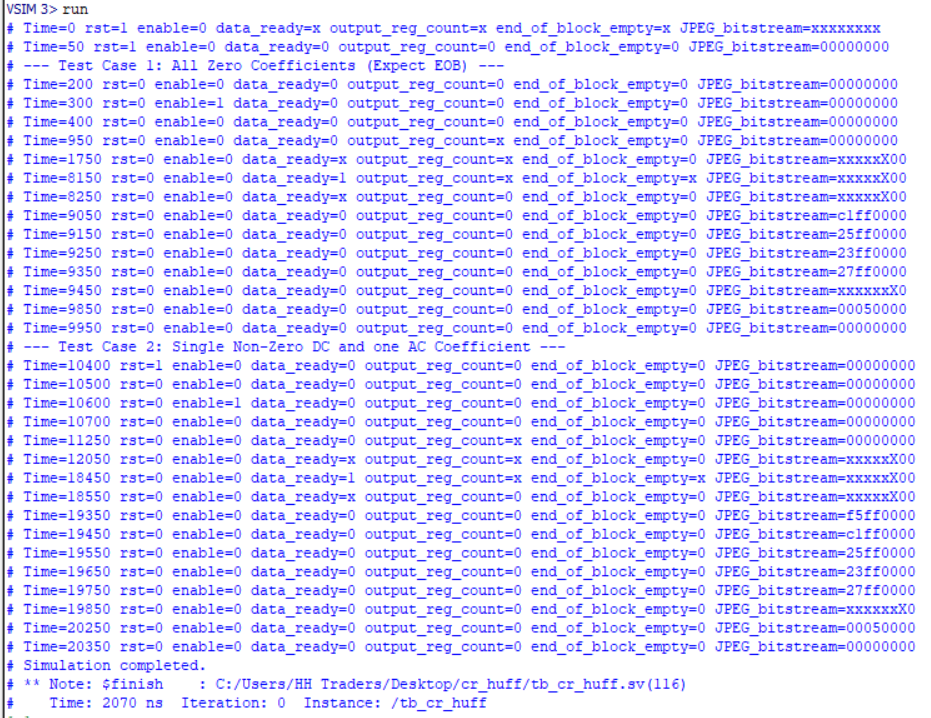 VSIM 3> run
# Time=0 rst=1 enable=0 data_ready=x output_reg_count=x end_of_block_empty=x JPEG_bitstream=xxxxxxxx
# Time=50 rst=1 enable=0 data_ready=0 output_reg_count=0 end_of_block_empty=0 JPEG_bitstream=00000000
# --- Test Case 1: All Zero Coefficients (Expect EOB) ---
# Time=200 rst=0 enable=0 data_ready=0 output_reg_count=0 end_of_block_empty=0 JPEG_bitstream=00000000
# Time=300 rst=0 enable=1 data_ready=0 output_reg_count=0 end_of_block_empty=0 JPEG_bitstream=00000000
# Time=400 rst=0 enable=0 data_ready=0 output_reg_count=0 end_of_block_empty=0 JPEG_bitstream=00000000
# Time=950 rst=0 enable=0 data_ready=0 output_reg_count=x end_of_block_empty=0 JPEG_bitstream=00000000
# Time=1750 rst=0 enable=0 data_ready=x output_reg_count=x end_of_block_empty=0 JPEG_bitstream=xxxxxX00
# Time=8150 rst=0 enable=0 data_ready=1 output_reg_count=x end_of_block_empty=x JPEG_bitstream=xxxxxX00
# Time=8250 rst=0 enable=0 data_ready=x output_reg_count=x end_of_block_empty=0 JPEG_bitstream=xxxxxX00
# Time=9050 rst=0 enable=0 data_ready=0 output_reg_count=0 end_of_block_empty=0 JPEG_bitstream=c1ff0000
# Time=9150 rst=0 enable=0 data_ready=0 output_reg_count=0 end_of_block_empty=0 JPEG_bitstream=25ff0000
# Time=9250 rst=0 enable=0 data_ready=0 output_reg_count=0 end_of_block_empty=0 JPEG_bitstream=23ff0000
# Time=9350 rst=0 enable=0 data_ready=0 output_reg_count=0 end_of_block_empty=0 JPEG_bitstream=27ff0000
# Time=9450 rst=0 enable=0 data_ready=0 output_reg_count=0 end_of_block_empty=0 JPEG_bitstream=xxxxxxX0
# Time=9850 rst=0 enable=0 data_ready=0 output_reg_count=0 end_of_block_empty=0 JPEG_bitstream=00050000
# Time=9950 rst=0 enable=0 data_ready=0 output_reg_count=0 end_of_block_empty=0 JPEG_bitstream=00000000
# --- Test Case 2: Single Non-Zero DC and one AC Coefficient ---
# Time=10400 rst=1 enable=0 data_ready=0 output_reg_count=0 end_of_block_empty=0 JPEG_bitstream=00000000
# Time=10500 rst=0 enable=0 data_ready=0 output_reg_count=0 end_of_block_empty=0 JPEG_bitstream=00000000
# Time=10600 rst=0 enable=1 data_ready=0 output_reg_count=0 end_of_block_empty=0 JPEG_bitstream=00000000
# Time=10700 rst=0 enable=0 data_ready=0 output_reg_count=0 end_of_block_empty=0 JPEG_bitstream=00000000
# Time=11250 rst=0 enable=0 data_ready=0 output_reg_count=x end_of_block_empty=0 JPEG_bitstream=00000000
# Time=12050 rst=0 enable=0 data_ready=x output_reg_count=x end_of_block_empty=0 JPEG_bitstream=xxxxxX00
# Time=18450 rst=0 enable=0 data_ready=1 output_reg_count=x end_of_block_empty=x JPEG_bitstream=xxxxxX00
# Time=18550 rst=0 enable=0 data_ready=x output_reg_count=x end_of_block_empty=0 JPEG_bitstream=xxxxxX00
# Time=19350 rst=0 enable=0 data_ready=0 output_reg_count=0 end_of_block_empty=0 JPEG_bitstream=f5ff0000
# Time=19450 rst=0 enable=0 data_ready=0 output_reg_count=0 end_of_block_empty=0 JPEG_bitstream=c1ff0000
# Time=19550 rst=0 enable=0 data_ready=0 output_reg_count=0 end_of_block_empty=0 JPEG_bitstream=25ff0000
# Time=19650 rst=0 enable=0 data_ready=0 output_reg_count=0 end_of_block_empty=0 JPEG_bitstream=23ff0000
# Time=19750 rst=0 enable=0 data_ready=0 output_reg_count=0 end_of_block_empty=0 JPEG_bitstream=27ff0000
# Time=19850 rst=0 enable=0 data_ready=0 output_reg_count=0 end_of_block_empty=0 JPEG_bitstream=xxxxxxX0
# Time=20250 rst=0 enable=0 data_ready=0 output_reg_count=0 end_of_block_empty=0 JPEG_bitstream=00050000
# Time=20350 rst=0 enable=0 data_ready=0 output_reg_count=0 end_of_block_empty=0 JPEG_bitstream=00000000
# Simulation completed.
# ** Note: $finish    : C:/Users/HH Traders/Desktop/cr_huff/tb_cr_huff.sv(116)
#    Time: 2070 ns  Iteration: 0  Instance: /tb_cr_huff